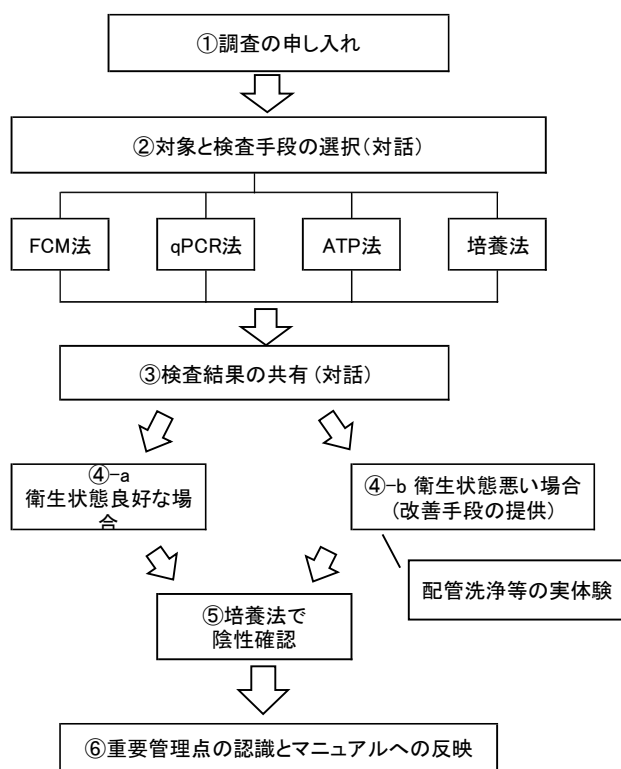 ①調査の申し入れ
②対象と検査手段の選択(対話)
FCM法
qPCR法
ATP法
培養法
③検査結果の共有(対話)
④-a
衛生状態良好な場
合
④-b 衛生状態悪い場合
(改善手段の提供)
配管洗浄等の実体験
⑤培養法で
陰性確認
⑥重要管理点の認識とマニュアルへの反映